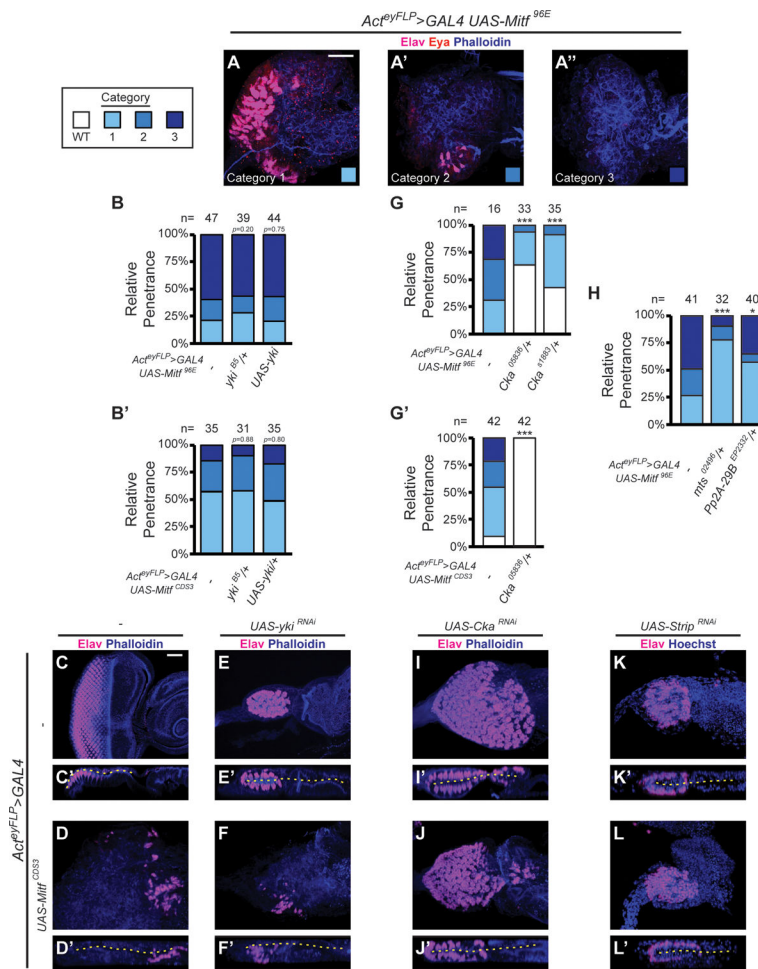 Act^eyFLP>GAL4 UAS-Mitf ^96E
Elav Eya Phalloidin
A
A'
A''
Category
WT 1 2 3
Category 1
Category 2
Category 3
B
n= 47 39 44
p=0.20 p=0.75
100%
75%
50%
25%
0%
Relative
Penetrance
Act^eyFLP>GAL4
UAS-Mitf ^96E
-
yki ^B5/+
UAS-yki
G
n= 16 33 35
*** ***
100%
75%
50%
25%
0%
Relative
Penetrance
Act^eyFLP>GAL4
UAS-Mitf ^96E
-
Cka ^05836/+
Cka ^s1883/+
H
n= 41 32 40
*** *
100%
75%
50%
25%
0%
Relative
Penetrance
Act^eyFLP>GAL4
UAS-Mitf ^96E
-
mts ^02496/+
Pp2A-29B ^EP2332/+
B'
n= 35 31 35
p=0.88 p=0.80
100%
75%
50%
25%
0%
Relative
Penetrance
Act^eyFLP>GAL4
UAS-Mitf ^CDS3
-
yki ^B5/+
UAS-yki/+
G'
n= 42 42
***
100%
75%
50%
25%
0%
Relative
Penetrance
Act^eyFLP>GAL4
UAS-Mitf ^CDS3
-
Cka ^05836/+
-
UAS-yki ^RNAi
UAS-Cka ^RNAi
UAS-Strip ^RNAi
Elav Phalloidin
Elav Phalloidin
Elav Phalloidin
Elav Hoechst
Act^eyFLP>GAL4
-
UAS-Mitf ^CDS3
C
E
I
K
C'
E'
I'
K'
D
F
J
L
D'
F'
J'
L'